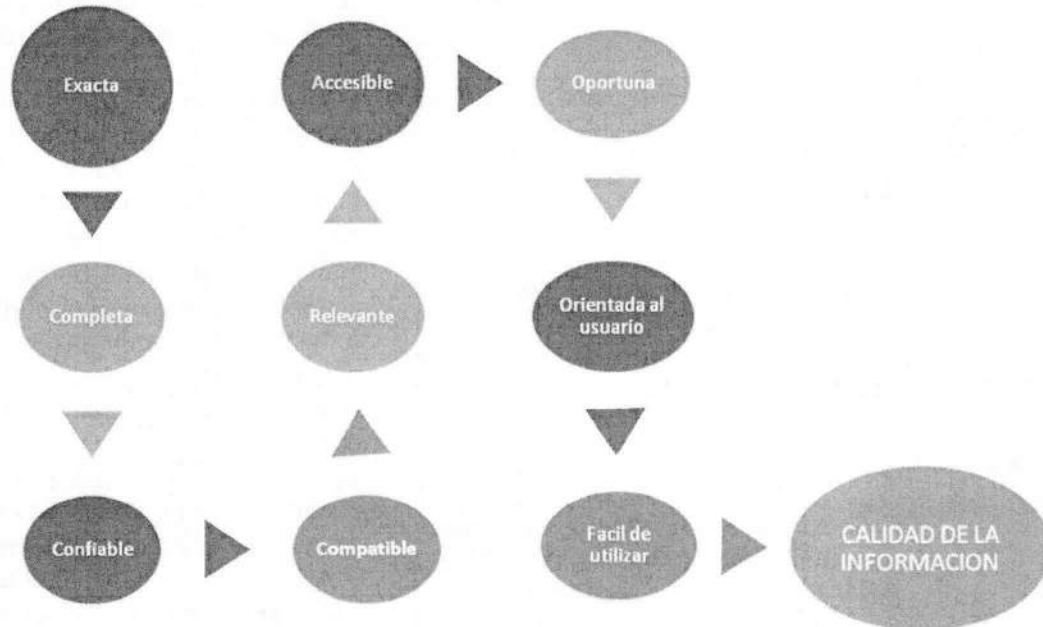 Exacta
Completa
Confiable
Compatible
Relevante
Accesible
Oportuna
Orientada al
usuario
Facil de
utilizar
CALIDAD DE LA
INFORMACION